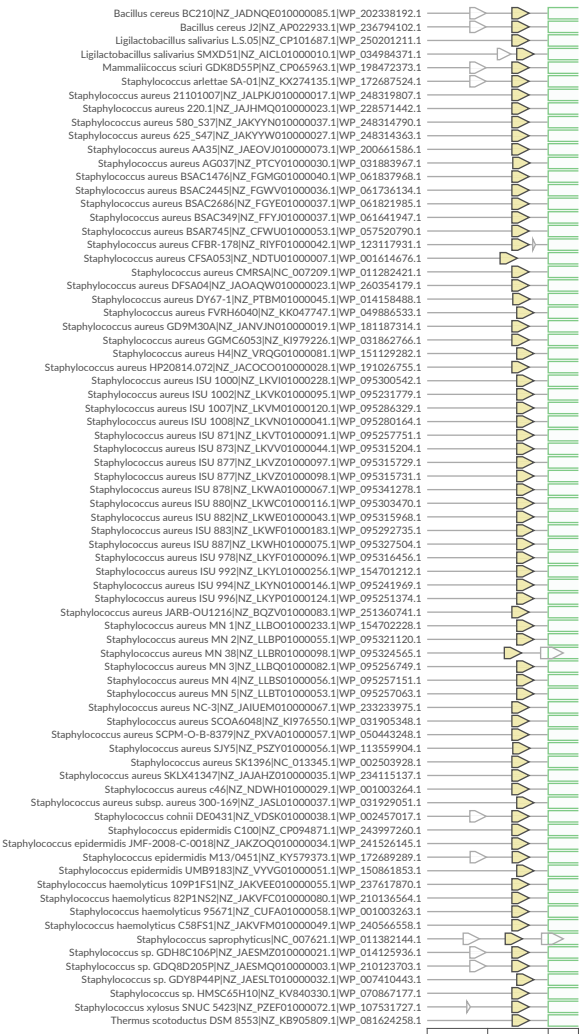 Bacillus cereus BC210|NZ_JADNQE010000085.1|WP_202338192.1
Bacillus cereus J2|NZ_AP022933.1|WP_236794102.1
Ligilactobacillus salivarius L.S.05|NZ_CP101687.1|WP_250201211.1
Ligilactobacillus salivarius SMXD51|NZ_AICL01000010.1|WP_034984371.1
Mammaliicoccus sciuri GDK8D55P|NZ_CP065963.1|WP_198472373.1
Staphylococcus arlettae SA-01|NZ_KX274135.1|WP_172687524.1
Staphylococcus aureus 21101007|NZ_JALPKJ010000017.1|WP_248319807.1
Staphylococcus aureus 220.1|NZ_JAJHMQ010000023.1|WP_228571442.1
Staphylococcus aureus 580_S37|NZ_JAKYYN010000037.1|WP_248314790.1
Staphylococcus aureus 625_S47|NZ_JAKYYW010000027.1|WP_248314363.1
Staphylococcus aureus AA35|NZ_JAEOVJ010000073.1|WP_200661586.1
Staphylococcus aureus AG037|NZ_PTCY01000030.1|WP_031883967.1
Staphylococcus aureus BSAC1476|NZ_FGMG01000040.1|WP_061837968.1
Staphylococcus aureus BSAC2445|NZ_FGWV01000036.1|WP_061736134.1
Staphylococcus aureus BSAC2686|NZ_FGYE01000037.1|WP_061821985.1
Staphylococcus aureus BSAC349|NZ_FFYJ01000037.1|WP_061641947.1
Staphylococcus aureus BSAR745|NZ_CFWU01000053.1|WP_057520790.1
Staphylococcus aureus CFBR-178|NZ_RIYF01000042.1|WP_123117931.1
Staphylococcus aureus CFSA053|NZ_NDTU01000007.1|WP_001614676.1
Staphylococcus aureus CMRSA|NC_007209.1|WP_011282421.1
Staphylococcus aureus DFSA04|NZ_JAOAQW010000023.1|WP_260354179.1
Staphylococcus aureus DY67-1|NZ_PTBM01000045.1|WP_014158488.1
Staphylococcus aureus FVRH6040|NZ_KK047747.1|WP_049886533.1
Staphylococcus aureus GD9M30A|NZ_JANVJN010000019.1|WP_181187314.1
Staphylococcus aureus GGMC6053|NZ_KI979226.1|WP_031862766.1
Staphylococcus aureus H4|NZ_VRQG01000081.1|WP_151129282.1
Staphylococcus aureus HP20814.072|NZ_JACOCO010000028.1|WP_191026755.1
Staphylococcus aureus ISU 1000|NZ_LKVI01000228.1|WP_095300542.1
Staphylococcus aureus ISU 1002|NZ_LKVK01000095.1|WP_095231779.1
Staphylococcus aureus ISU 1007|NZ_LKVM01000120.1|WP_095286329.1
Staphylococcus aureus ISU 1008|NZ_LKVN01000041.1|WP_095280164.1
Staphylococcus aureus ISU 871|NZ_LKVT01000091.1|WP_095257751.1
Staphylococcus aureus ISU 873|NZ_LKVV01000044.1|WP_095315204.1
Staphylococcus aureus ISU 877|NZ_LKVZ01000097.1|WP_095315729.1
Staphylococcus aureus ISU 877|NZ_LKVZ01000098.1|WP_095315731.1
Staphylococcus aureus ISU 878|NZ_LKWA01000067.1|WP_095341278.1
Staphylococcus aureus ISU 880|NZ_LKWC01000116.1|WP_095303470.1
Staphylococcus aureus ISU 882|NZ_LKWE01000043.1|WP_095315968.1
Staphylococcus aureus ISU 883|NZ_LKWF01000183.1|WP_095292735.1
Staphylococcus aureus ISU 887|NZ_LKWH01000075.1|WP_095327504.1
Staphylococcus aureus ISU 978|NZ_LKYF01000096.1|WP_095316456.1
Staphylococcus aureus ISU 992|NZ_LKYL01000256.1|WP_154701212.1
Staphylococcus aureus ISU 994|NZ_LKYN01000146.1|WP_095241969.1
Staphylococcus aureus ISU 996|NZ_LKYP01000124.1|WP_095251374.1
Staphylococcus aureus JARB-OU1216|NZ_BQZV01000083.1|WP_251360741.1
Staphylococcus aureus MN 1|NZ_LLBO01000233.1|WP_154702228.1
Staphylococcus aureus MN 2|NZ_LLBP01000055.1|WP_095321120.1
Staphylococcus aureus MN 38|NZ_LLBR01000098.1|WP_095324565.1
Staphylococcus aureus MN 3|NZ_LLBQ01000082.1|WP_095256749.1
Staphylococcus aureus MN 4|NZ_LLBS01000056.1|WP_095257151.1
Staphylococcus aureus MN 5|NZ_LLBT01000053.1|WP_095257063.1
Staphylococcus aureus NC-3|NZ_JAIUEM010000067.1|WP_233233975.1
Staphylococcus aureus SCOA6048|NZ_KI976550.1|WP_031905348.1
Staphylococcus aureus SCPM-O-B-8379|NZ_PXVA01000057.1|WP_050443248.1
Staphylococcus aureus SJY5|NZ_PSZY01000056.1|WP_113559904.1
Staphylococcus aureus SK1396|NC_013345.1|WP_002503928.1
Staphylococcus aureus SKLX41347|NZ_JAJAHZ010000035.1|WP_234115137.1
Staphylococcus aureus c46|NZ_NDWH01000029.1|WP_001003264.1
Staphylococcus aureus subsp. aureus 300-169|NZ_JASL01000037.1|WP_031929051.1
Staphylococcus cohnii DE0431|NZ_VDSK01000038.1|WP_002457017.1
Staphylococcus epidermidis C100|NZ_CP094871.1|WP_243997260.1
Staphylococcus epidermidis JMF-2008-C-0018|NZ_JAKZOQ010000034.1|WP_241526145.1
Staphylococcus epidermidis M13/0451|NZ_KY579373.1|WP_172689289.1
Staphylococcus epidermidis UMB9183|NZ_VYVG01000051.1|WP_150861853.1
Staphylococcus haemolyticus 109P1FS1|NZ_JAKVEE010000055.1|WP_237617870.1
Staphylococcus haemolyticus 82P1NS2|NZ_JAKVFC010000080.1|WP_210136564.1
Staphylococcus haemolyticus 95671|NZ_CUFA01000058.1|WP_001003263.1
Staphylococcus haemolyticus C58FS1|NZ_JAKVFM010000049.1|WP_240566558.1
Staphylococcus saprophyticus|NC_007621.1|WP_011382144.1
Staphylococcus sp. GDH8C106P|NZ_JAESMZ010000021.1|WP_014125936.1
Staphylococcus sp. GDQ8D205P|NZ_JAESMQ010000003.1|WP_210123703.1
Staphylococcus sp. GDY8P44P|NZ_JAESLT010000032.1|WP_007410443.1
Staphylococcus sp. HMSC65H10|NZ_KV840330.1|WP_070867177.1
Staphylococcus xylosus SNUC 5423|NZ_PZEF01000072.1|WP_107531727.1
Thermus scotoductus DSM 8553|NZ_KB905809.1|WP_081624258.1